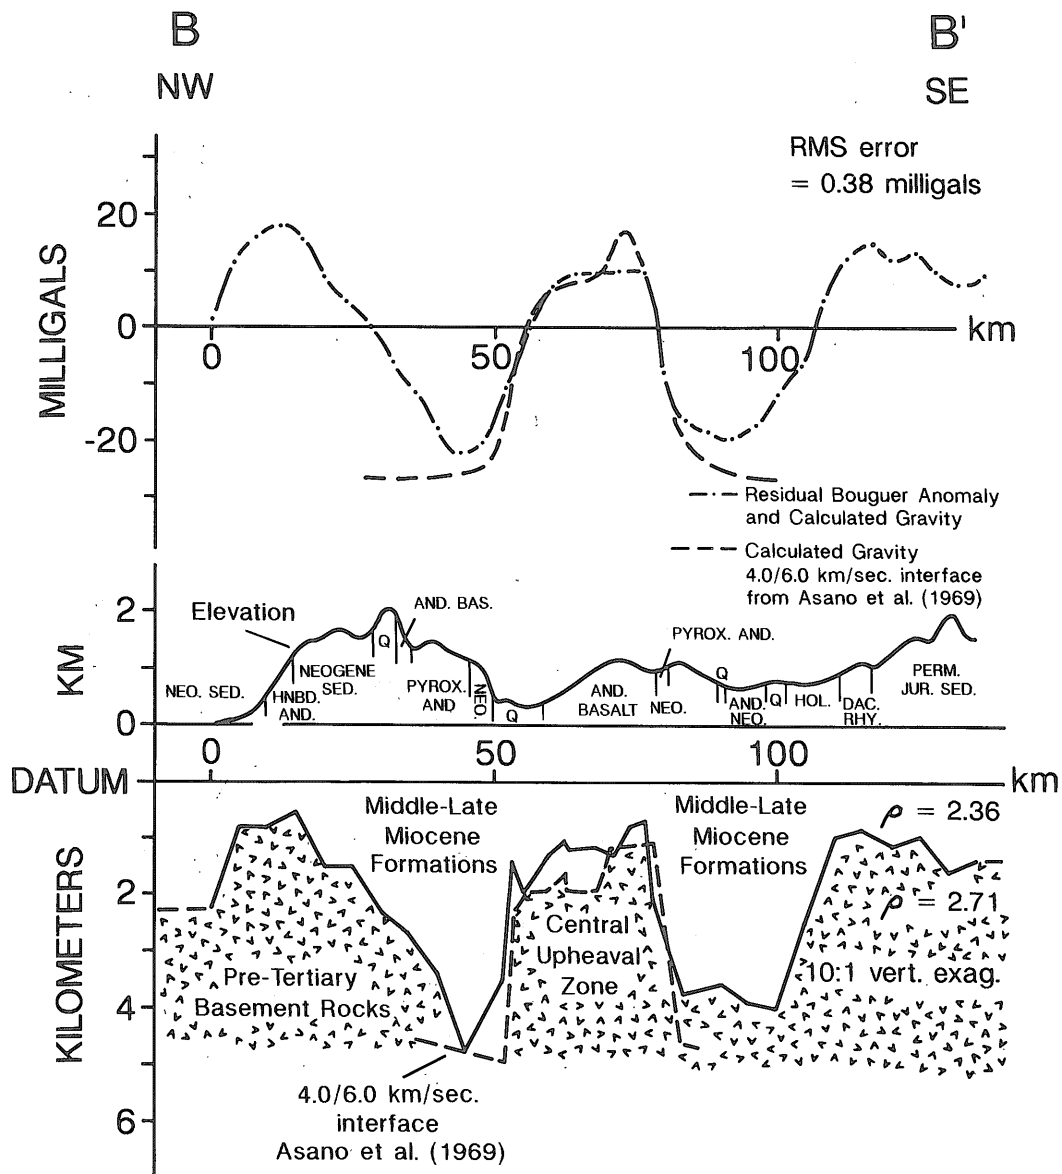 B
B'
NW
SE
RMS error
= 0.38 milligals
20
0
-20
MILLIGALS
0
50
100
km
Residual Bouguer Anomaly
and Calculated Gravity
Calculated Gravity
4.0/6.0 km/sec. interface
from Asano et al. (1969)
2
1
0
KM
Elevation
AND. BAS.
PYROX. AND.
NEO. SED.
HNBD.
AND.
NEOGENE
SED.
Q
PYROX.
AND
NEO.
Q
AND.
BASALT
NEO.
Q
AND.
NEO.
Q
HOL.
DAC.
RHY.
PERM.
JUR. SED.
0
50
100
DATUM
km
KILOMETERS
2
4
6
Middle-Late
Miocene
Formations
Middle-Late
Miocene
Formations
ρ = 2.36
ρ = 2.71
Central
Upheaval
Zone
10:1 vert. exag.
Pre-Tertiary
Basement Rocks
4.0/6.0 km/sec.
interface
Asano et al. (1969)